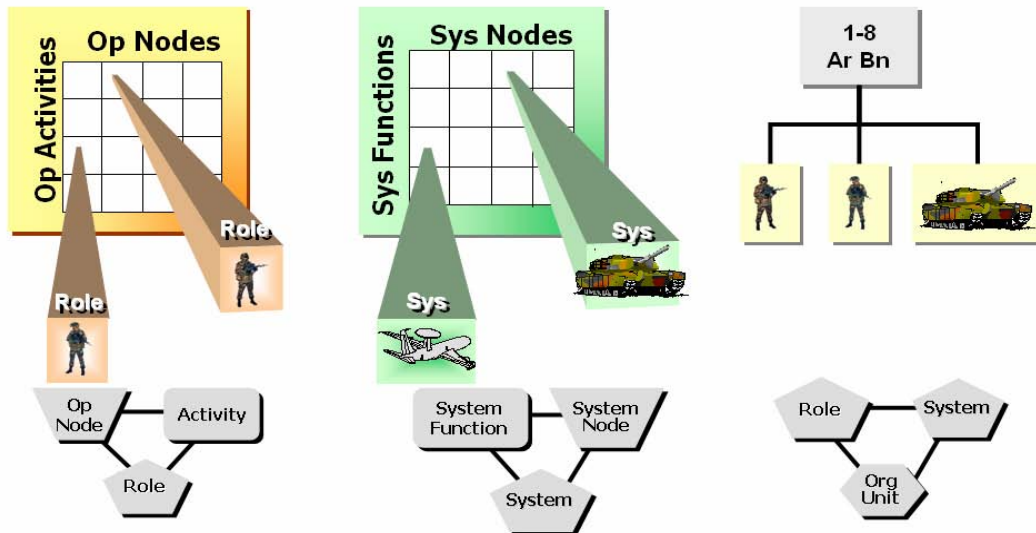 Op Nodes
Op Activities
Role
Role
Op
Node
Activity
Role
Sys Nodes
Sys Functions
Sys
Sys
System
Function
System
Node
System
1-8
Ar Bn
Role
System
Org
Unit